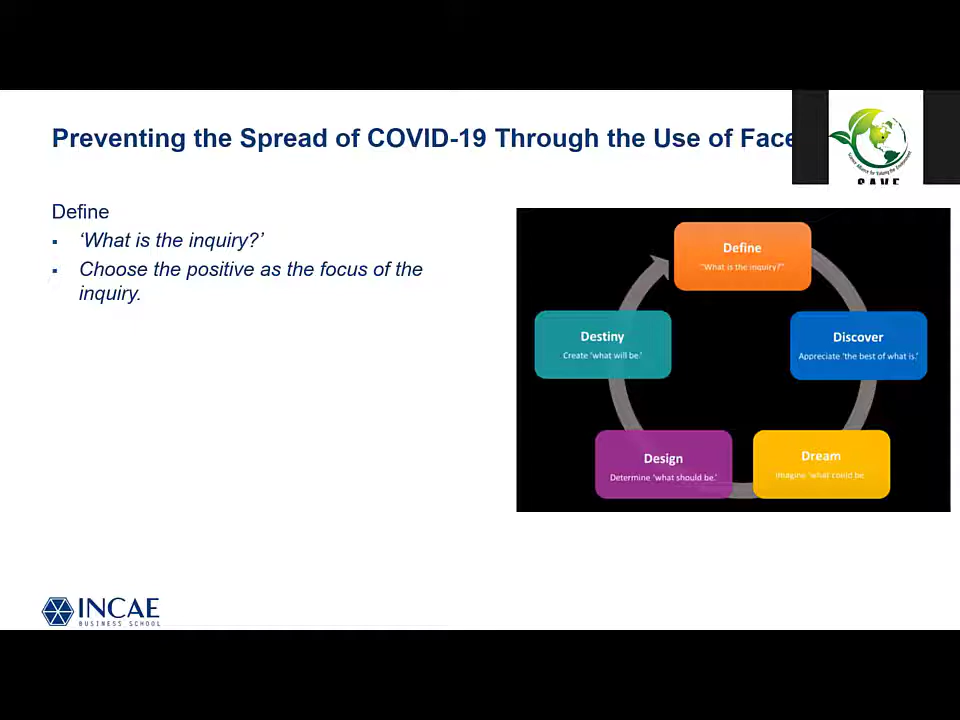 Preventing the Spread of COVID-19 Through the Use of Face
Define
▪ ‘What is the inquiry?’
▪ Choose the positive as the focus of the
inquiry.
Define
"What is the inquiry?"
Discover
Appreciate ‘the best of what is.’
Dream
Imagine ‘what could be
Design
Determine ‘what should be.’
Destiny
Create ‘what will be.’
SAVE
INCAE
BUSINESS SCHOOL